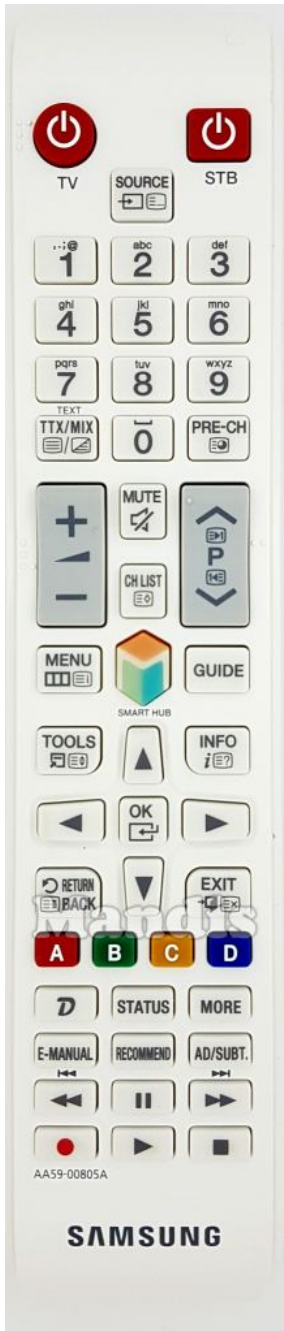 TV
STB
SOURCE
.,;@ abc def
1 2 3
ghi jkl mno
4 5 6
pqrs tuv wxyz
7 8 9
TEXT
TTX/MIX 0 PRE-CH
MUTE
+
P
−
CH LIST
MENU GUIDE
SMART HUB
TOOLS INFO
i ?
OK
RETURN EXIT
BACK
Mandis
A B C D
D STATUS MORE
E-MANUAL RECOMMEND AD/SUBT.
AA59-00805A
SAMSUNG